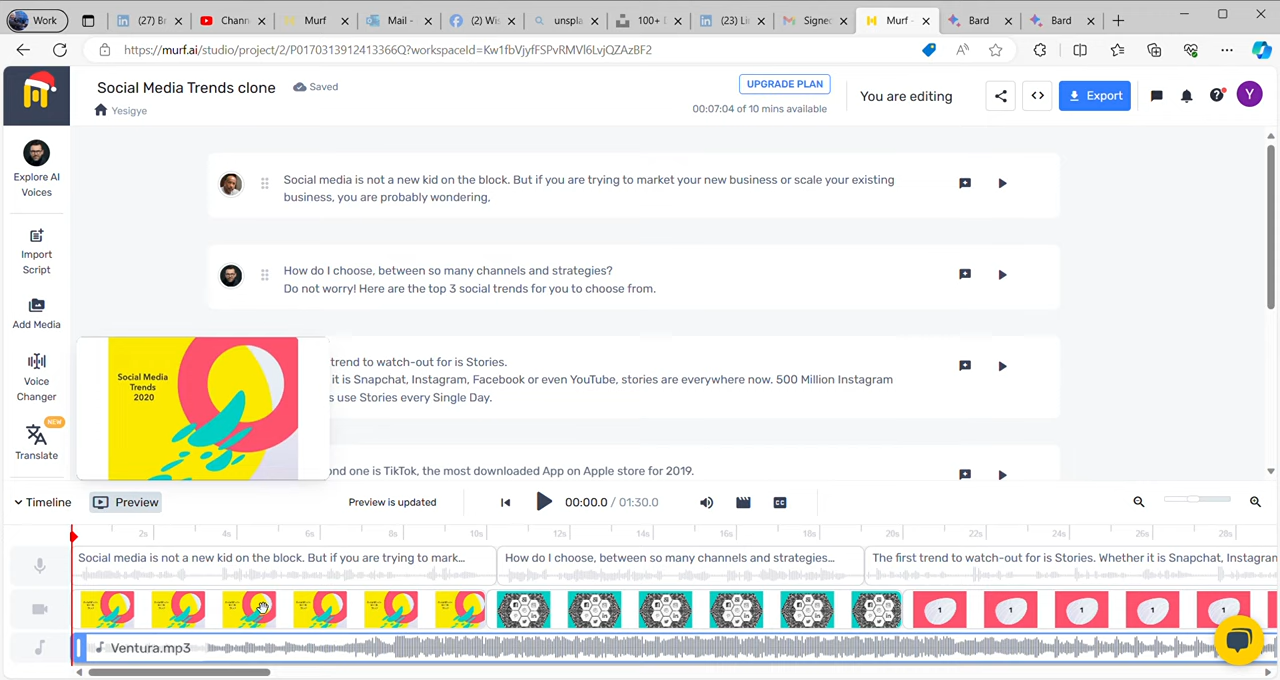 Work
(27) Br
Chann
Murf
Mail -
(2) Wis
unspla
100+ D
(23) Li
Signed
Murf -
Bard
Bard
https://murf.ai/studio/project/2/P0170313912413366Q?workspaceId=Kw1fbVjyfFSPvRMVl6LvjQZAzBF2
Social Media Trends clone
Saved
Yesigye
UPGRADE PLAN
00:07:04 of 10 mins available
You are editing
Export
Y
Explore AI
Voices
Import
Script
Add Media
Voice
Changer
NEW
Translate
Social media is not a new kid on the block. But if you are trying to market your new business or scale your existing
business, you are probably wondering.
How do I choose, between so many channels and strategies?
Do not worry! Here are the top 3 social trends for you to choose from.
trend to watch-out for is Stories.
it is Snapchat, Instagram, Facebook or even YouTube, stories are everywhere now. 500 Million Instagram
s use Stories every Single Day.
ond one is TikTok, the most downloaded App on Apple store for 2019.
Social Media
Trends
2020
Timeline
Preview
Preview is updated
00:00.0 / 01:30.0
CC
2s
4s
6s
8s
10s
12s
14s
16s
18s
20s
22s
24s
26s
28s
Social media is not a new kid on the block. But if you are trying to mark...
How do I choose, between so many channels and strategies...
The first trend to watch-out for is Stories. Whether it is Snapchat, Instagram
1
1
1
1
1
Ventura.mp3